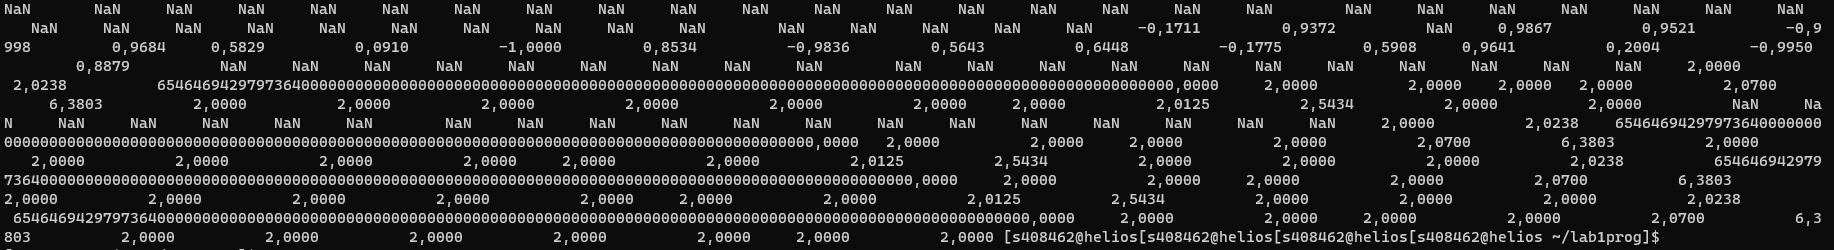 NaN NaN NaN NaN NaN NaN NaN NaN NaN NaN NaN NaN NaN NaN NaN NaN NaN NaN NaN NaN NaN NaN NaN NaN NaN
NaN NaN NaN NaN NaN NaN NaN NaN NaN NaN NaN NaN NaN NaN NaN -0,1711 0,9372 NaN 0,9867 0,9521 -0,9
998 0,9684 0,5829 0,0910 -1,0000 0,8534 -0,9836 0,5643 0,6448 -0,1775 0,5908 0,9641 0,2004 -0,9950
0,8879 NaN NaN NaN NaN NaN NaN NaN NaN NaN NaN NaN NaN NaN NaN NaN NaN NaN NaN NaN NaN 2,0000
2,0238 65464694297973640000000000000000000000000000000000000000000000000000000000000000000000000000000000000000000000000,0000 2,0000 2,0000 2,0000 2,0000 2,0700
6,3803 2,0000 2,0000 2,0000 2,0000 2,0000 2,0000 2,0000 2,0125 2,5434 2,0000 2,0000 NaN Na
N NaN NaN NaN NaN NaN NaN NaN NaN NaN NaN NaN NaN NaN NaN NaN NaN NaN NaN 2,0000 2,0238 65464694297973640000000
000000000000000000000000000000000000000000000000000000000000000000000000000000000000000000,0000 2,0000 2,0000 2,0000 2,0000 2,0700 6,3803 2,0000
2,0000 2,0000 2,0000 2,0000 2,0000 2,0000 2,0125 2,5434 2,0000 2,0000 2,0000 2,0238 654646942979
73640000000000000000000000000000000000000000000000000000000000000000000000000000000000000000000000000,0000 2,0000 2,0000 2,0000 2,0000 2,0700 6,3803
2,0000 2,0000 2,0000 2,0000 2,0000 2,0000 2,0000 2,0125 2,5434 2,0000 2,0000 2,0000 2,0238
65464694297973640000000000000000000000000000000000000000000000000000000000000000000000000000000000000000000000000,0000 2,0000 2,0000 2,0000 2,0000 2,0700 6,3
803 2,0000 2,0000 2,0000 2,0000 2,0000 2,0000 2,0000 [s408462@helios[s408462@helios[s408462@helios[s408462@helios ~/lab1prog]$